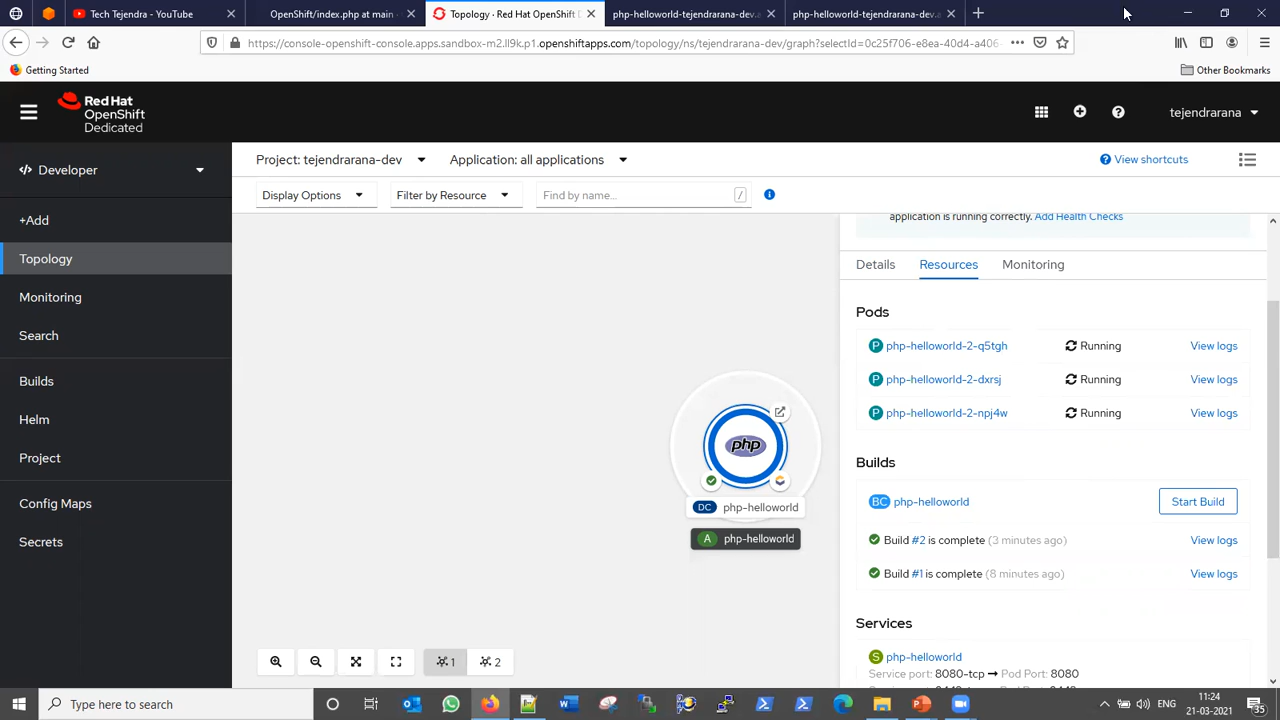 Tech Tejendra - YouTube
OpenShift/index.php at main
Topology · Red Hat OpenShift D
php-helloworld-tejendrarana-dev.a
php-helloworld-tejendrarana-dev.a
https://console-openshift-console.apps.sandbox-m2.ll9k.p1.openshiftapps.com/topology/ns/tejendrarana-dev/graph?selectId=0c25f706-e8ea-40d4-a406-
Getting Started
Other Bookmarks
Red Hat
OpenShift
Dedicated
tejendrarana
Developer
+Add
Topology
Monitoring
Search
Builds
Helm
Project
Config Maps
Secrets
Project: tejendrarana-dev
Application: all applications
View shortcuts
Display Options
Filter by Resource
Find by name...
/
php
DC php-helloworld
A php-helloworld
1
2
application is running correctly. Add Health Checks
Details
Resources
Monitoring
Pods
P php-helloworld-2-q5tgh Running View logs
P php-helloworld-2-dxrsj Running View logs
P php-helloworld-2-npj4w Running View logs
Builds
BC php-helloworld Start Build
Build #2 is complete (3 minutes ago) View logs
Build #1 is complete (8 minutes ago) View logs
Services
S php-helloworld
Service port: 8080-tcp → Pod Port: 8080
Type here to search
ENG
11:24
21-03-2021
35